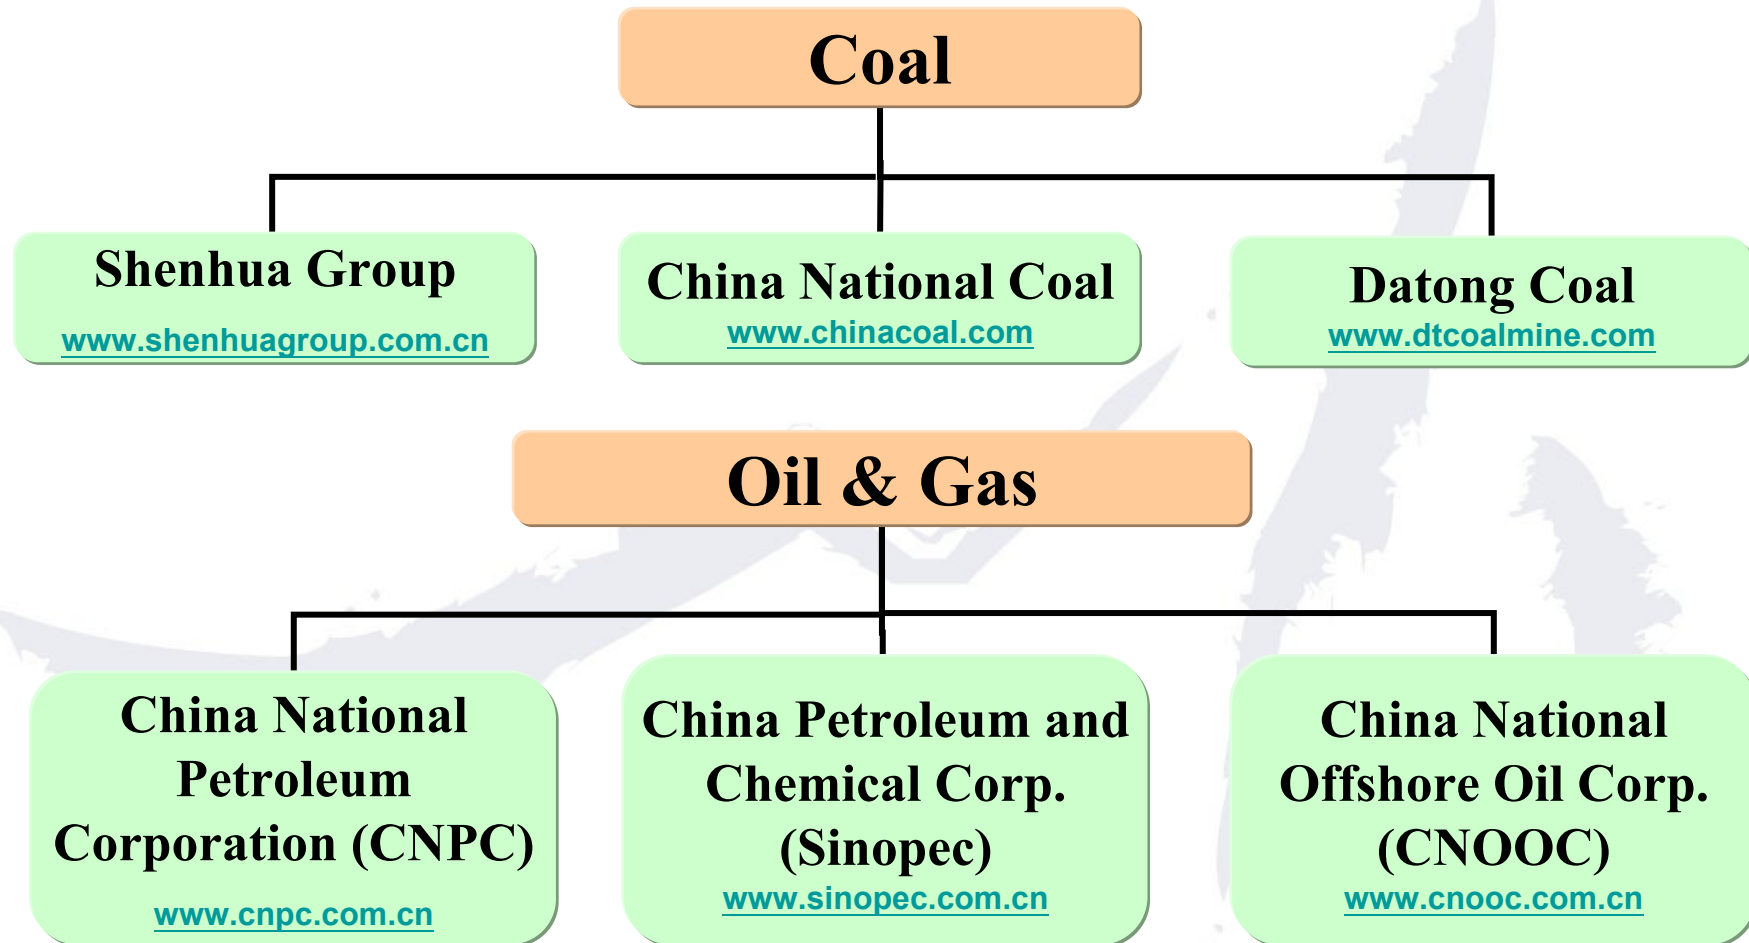 Coal
Shenhua Group
www.shenhuagroup.com.cn
China National Coal
www.chinacoal.com
Datong Coal
www.dtcoalmine.com
Oil & Gas
China National
Petroleum
Corporation (CNPC)
www.cnpc.com.cn
China Petroleum and
Chemical Corp.
(Sinopec)
www.sinopec.com.cn
China National
Offshore Oil Corp.
(CNOOC)
www.cnooc.com.cn